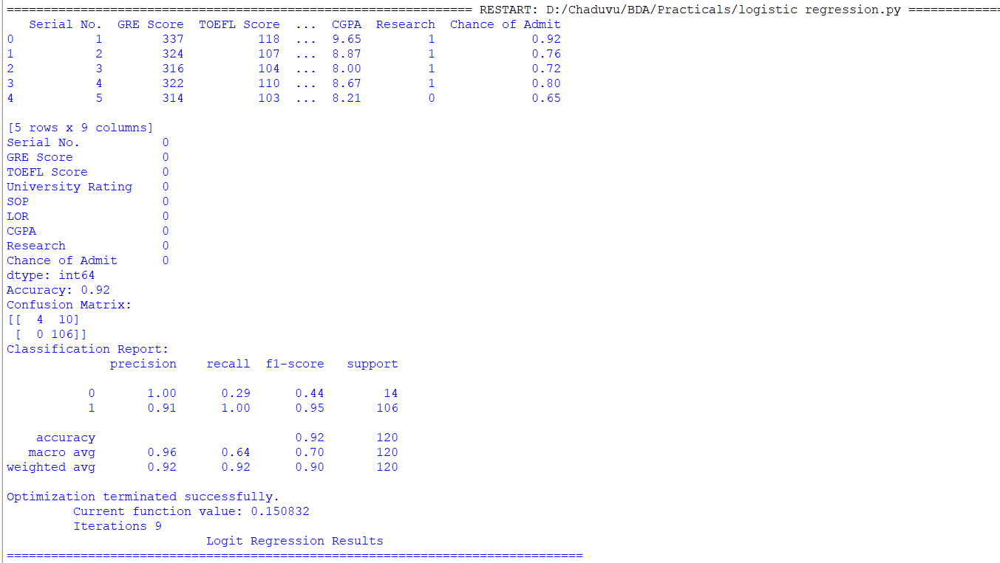 =============================================================== RESTART: D:/Chaduvu/BDA/Practicals/logistic regression.py =============
   Serial No.  GRE Score  TOEFL Score  ...  CGPA  Research  Chance of Admit
0           1        337          118  ...  9.65         1             0.92
1           2        324          107  ...  8.87         1             0.76
2           3        316          104  ...  8.00         1             0.72
3           4        322          110  ...  8.67         1             0.80
4           5        314          103  ...  8.21         0             0.65
[5 rows x 9 columns]
Serial No.           0
GRE Score            0
TOEFL Score          0
University Rating    0
SOP                  0
LOR                  0
CGPA                 0
Research             0
Chance of Admit      0
dtype: int64
Accuracy: 0.92
Confusion Matrix:
[[  4  10]
 [  0 106]]
Classification Report:
              precision    recall  f1-score   support
           0       1.00      0.29      0.44        14
           1       0.91      1.00      0.95       106
    accuracy                           0.92       120
   macro avg       0.96      0.64      0.70       120
weighted avg       0.92      0.92      0.90       120
Optimization terminated successfully.
         Current function value: 0.150832
         Iterations 9
                           Logit Regression Results
==============================================================================